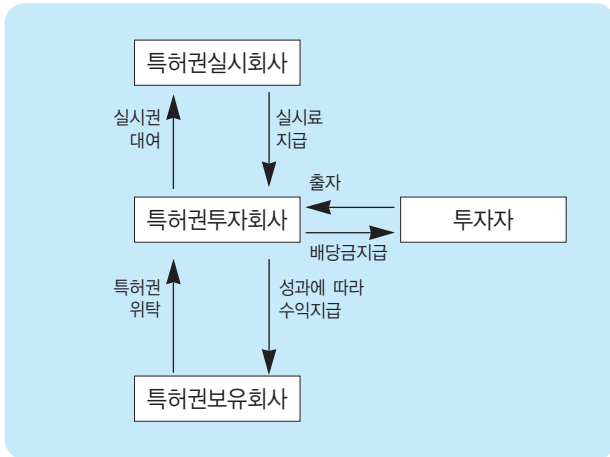 특허권실시회사
실시권
대여
실시료
지급
출자
특허권투자회사
투자자
배당금지급
특허권
위탁
성과에 따라
수익지급
특허권보유회사